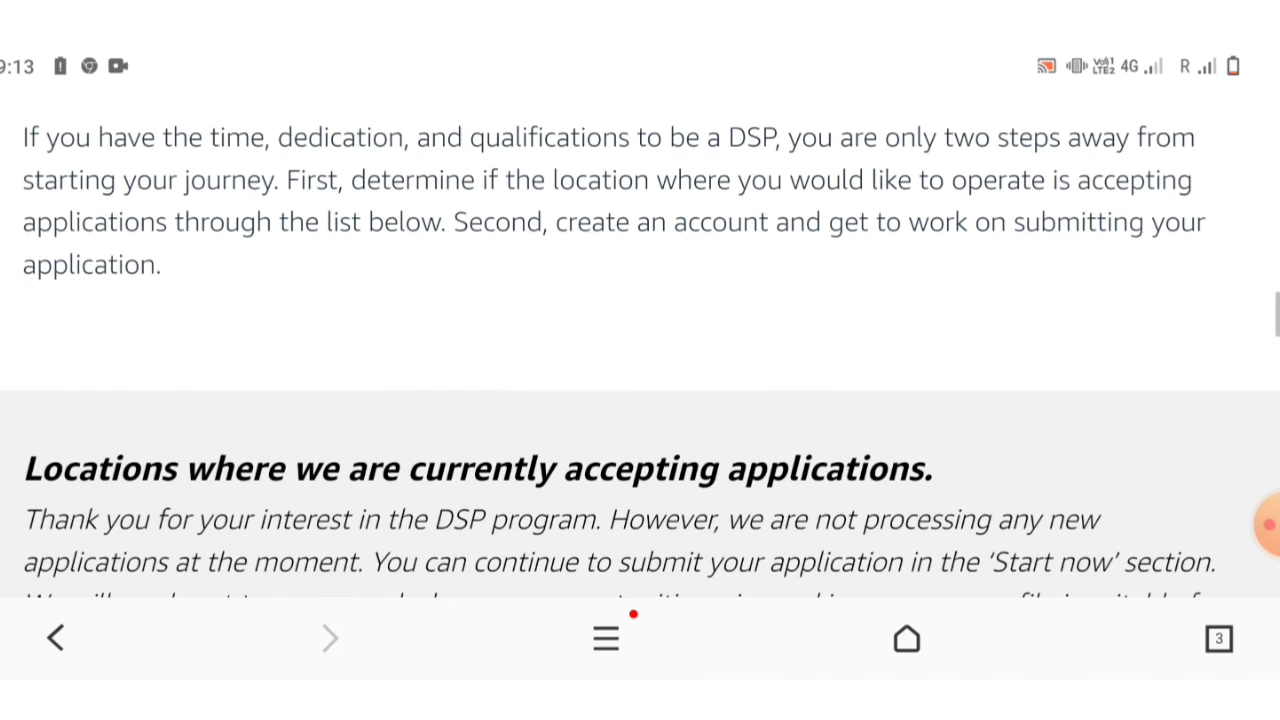 9:13
VoI1 LTE2 4G R
If you have the time, dedication, and qualifications to be a DSP, you are only two steps away from
starting your journey. First, determine if the location where you would like to operate is accepting
applications through the list below. Second, create an account and get to work on submitting your
application.
Locations where we are currently accepting applications.
Thank you for your interest in the DSP program. However, we are not processing any new
applications at the moment. You can continue to submit your application in the ‘Start now’ section.
3